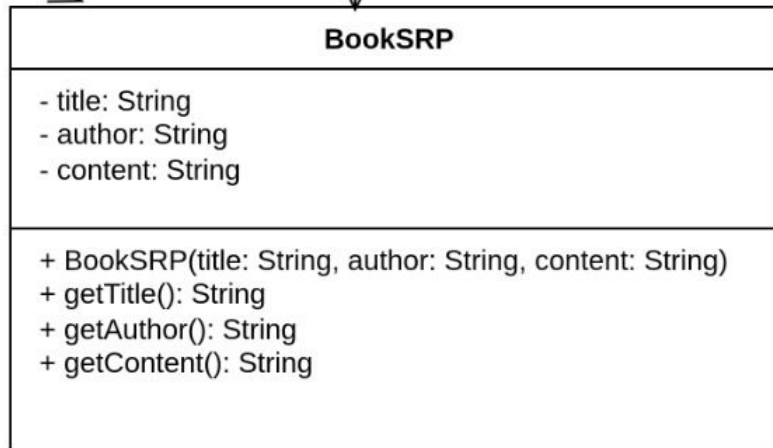 BookSRP
- title: String
- author: String
- content: String
+ BookSRP(title: String, author: String, content: String)
+ getTitle(): String
+ getAuthor(): String
+ getContent(): String